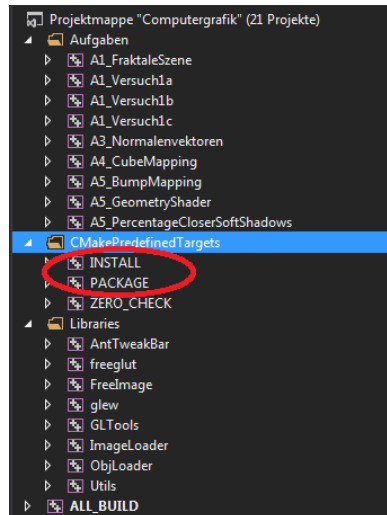 Projektmappe "Computergrafik" (21 Projekte)
Aufgaben
A1_FraktaleSzene
A1_Versuch1a
A1_Versuch1b
A1_Versuch1c
A3_Normalenvektoren
A4_CubeMapping
A5_BumpMapping
A5_GeometryShader
A5_PercentageCloserSoftShadows
CMakePredefinedTargets
INSTALL
PACKAGE
ZERO_CHECK
Libraries
AntTweakBar
freeglut
FreeImage
glew
GLTools
ImageLoader
ObjLoader
Utils
ALL_BUILD